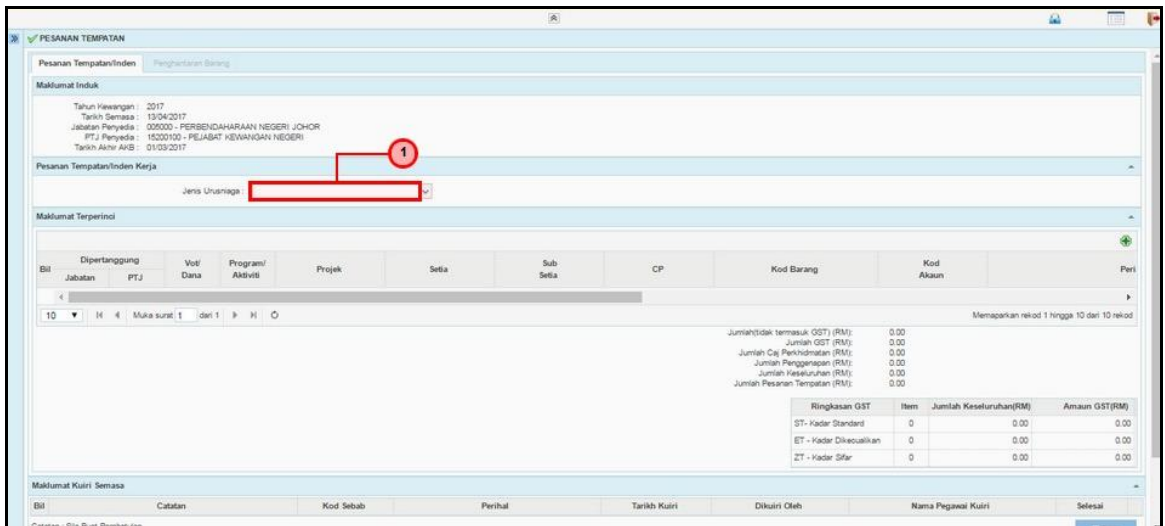 PESANAN TEMPATAN
Pesanan Tempatan/Inden Penghantaran Barang
Maklumat Induk
Tahun Kewangan : 2017
Tarikh Semasa : 13/04/2017
Jabatan Penyedia : 005000 - PERBENDAHARAAN NEGERI JOHOR
PTJ Penyedia : 15200100 - PEJABAT KEWANGAN NEGERI
Tarikh Akhir AKB : 01/03/2017
1
Pesanan Tempatan/Inden Kerja
Jenis Urusniaga :
Maklumat Terperinci
Bil Dipertanggung Vot/ Program/ Projek Setia Sub CP Kod Barang Kod Peri
Jabatan PTJ Dana Aktiviti Setia Akaun
10 Muka surat 1 dari 1 Memaparkan rekod 1 hingga 10 dari 10 rekod
Jumlah(tidak termasuk GST) (RM): 0.00
Jumlah GST (RM): 0.00
Jumlah Caj Perkhidmatan (RM): 0.00
Jumlah Penggenapan (RM): 0.00
Jumlah Keseluruhan (RM): 0.00
Jumlah Pesanan Tempatan (RM): 0.00
Ringkasan GST Item Jumlah Keseluruhan(RM) Amaun GST(RM)
ST- Kadar Standard 0 0.00 0.00
ET - Kadar Dikecualikan 0 0.00 0.00
ZT - Kadar Sifar 0 0.00 0.00
Maklumat Kuiri Semasa
Bil Catatan Kod Sebab Perihal Tarikh Kuiri Dikuiri Oleh Nama Pegawai Kuiri Selesai